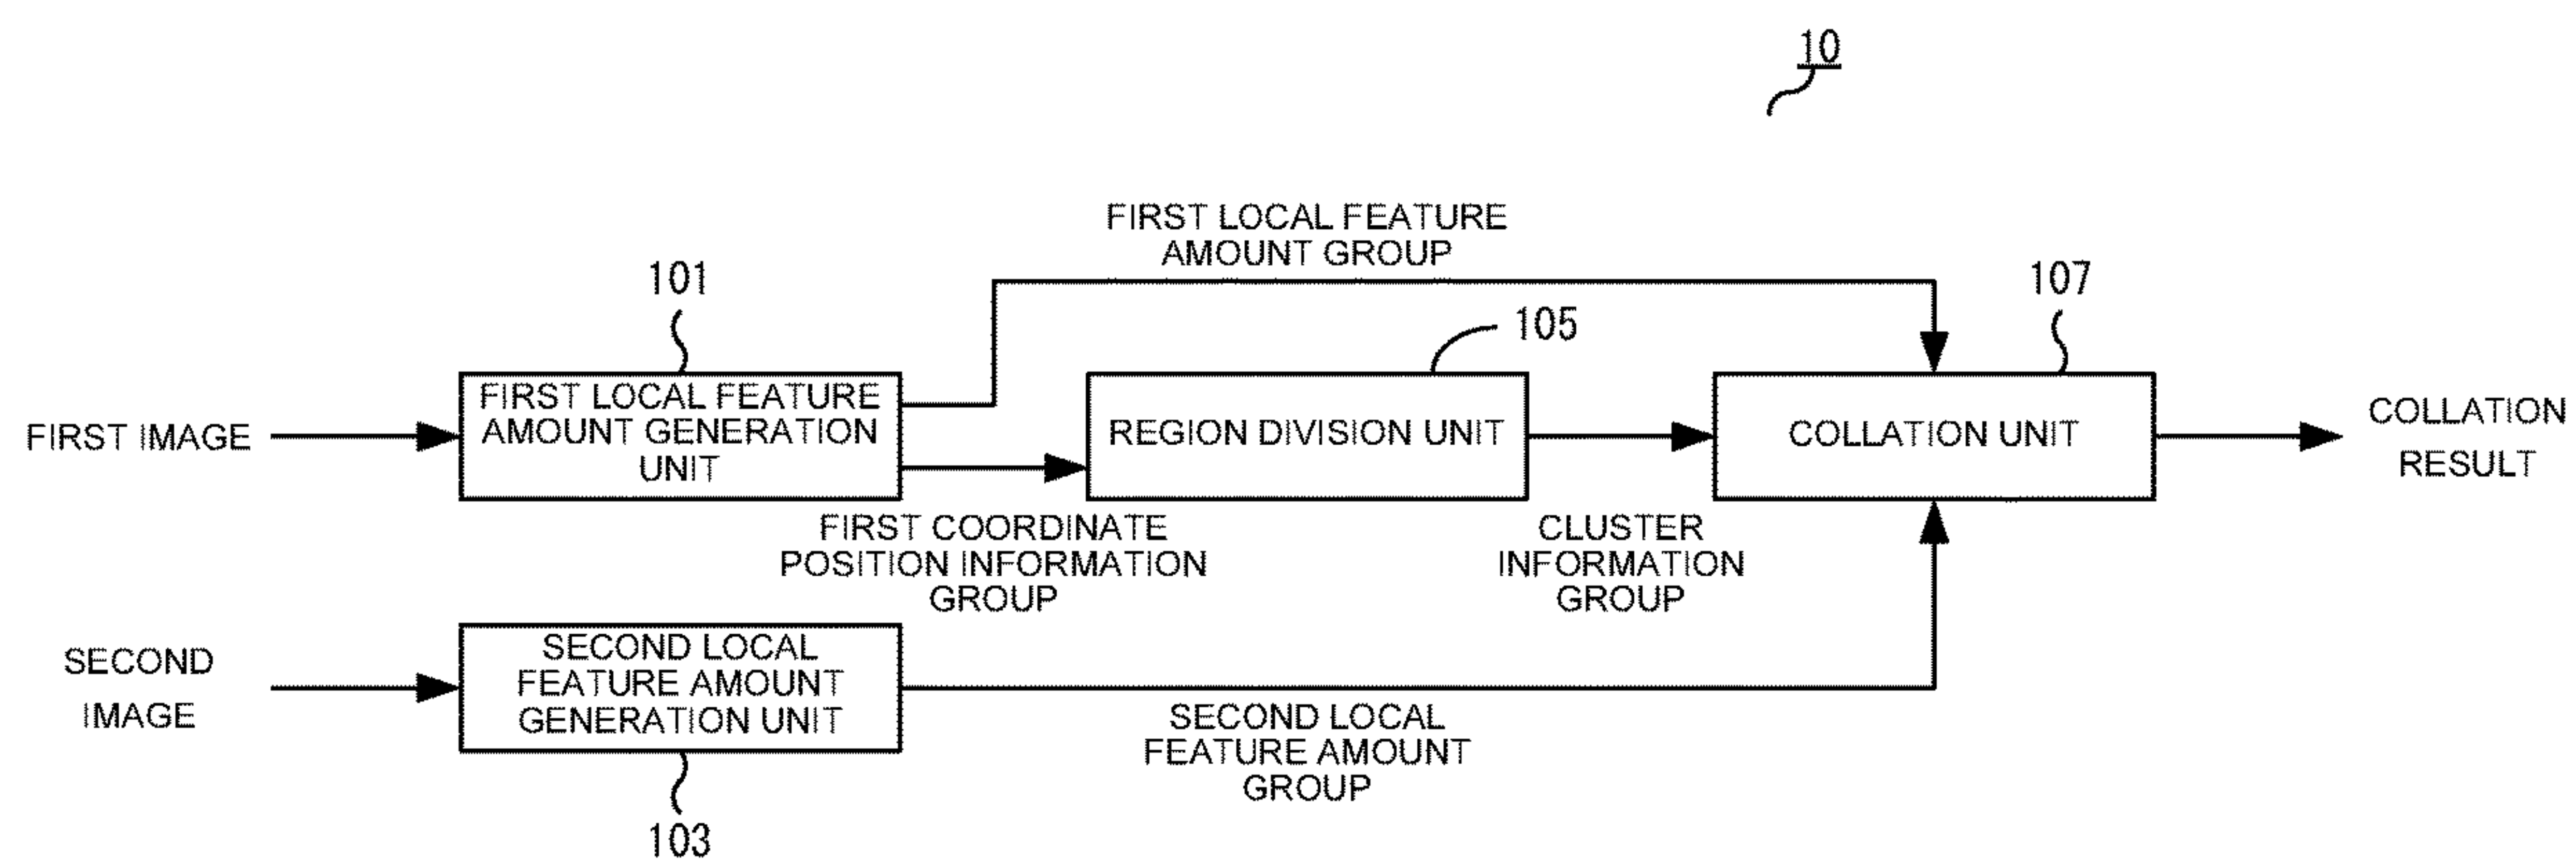 10
FIRST LOCAL FEATURE
AMOUNT GROUP
101
105
107
FIRST IMAGE
FIRST LOCAL FEATURE
AMOUNT GENERATION
UNIT
REGION DIVISION UNIT
COLLATION UNIT
COLLATION
RESULT
FIRST COORDINATE
POSITION INFORMATION
GROUP
CLUSTER
INFORMATION
GROUP
SECOND
IMAGE
SECOND LOCAL
FEATURE AMOUNT
GENERATION UNIT
SECOND LOCAL
FEATURE AMOUNT
GROUP
103